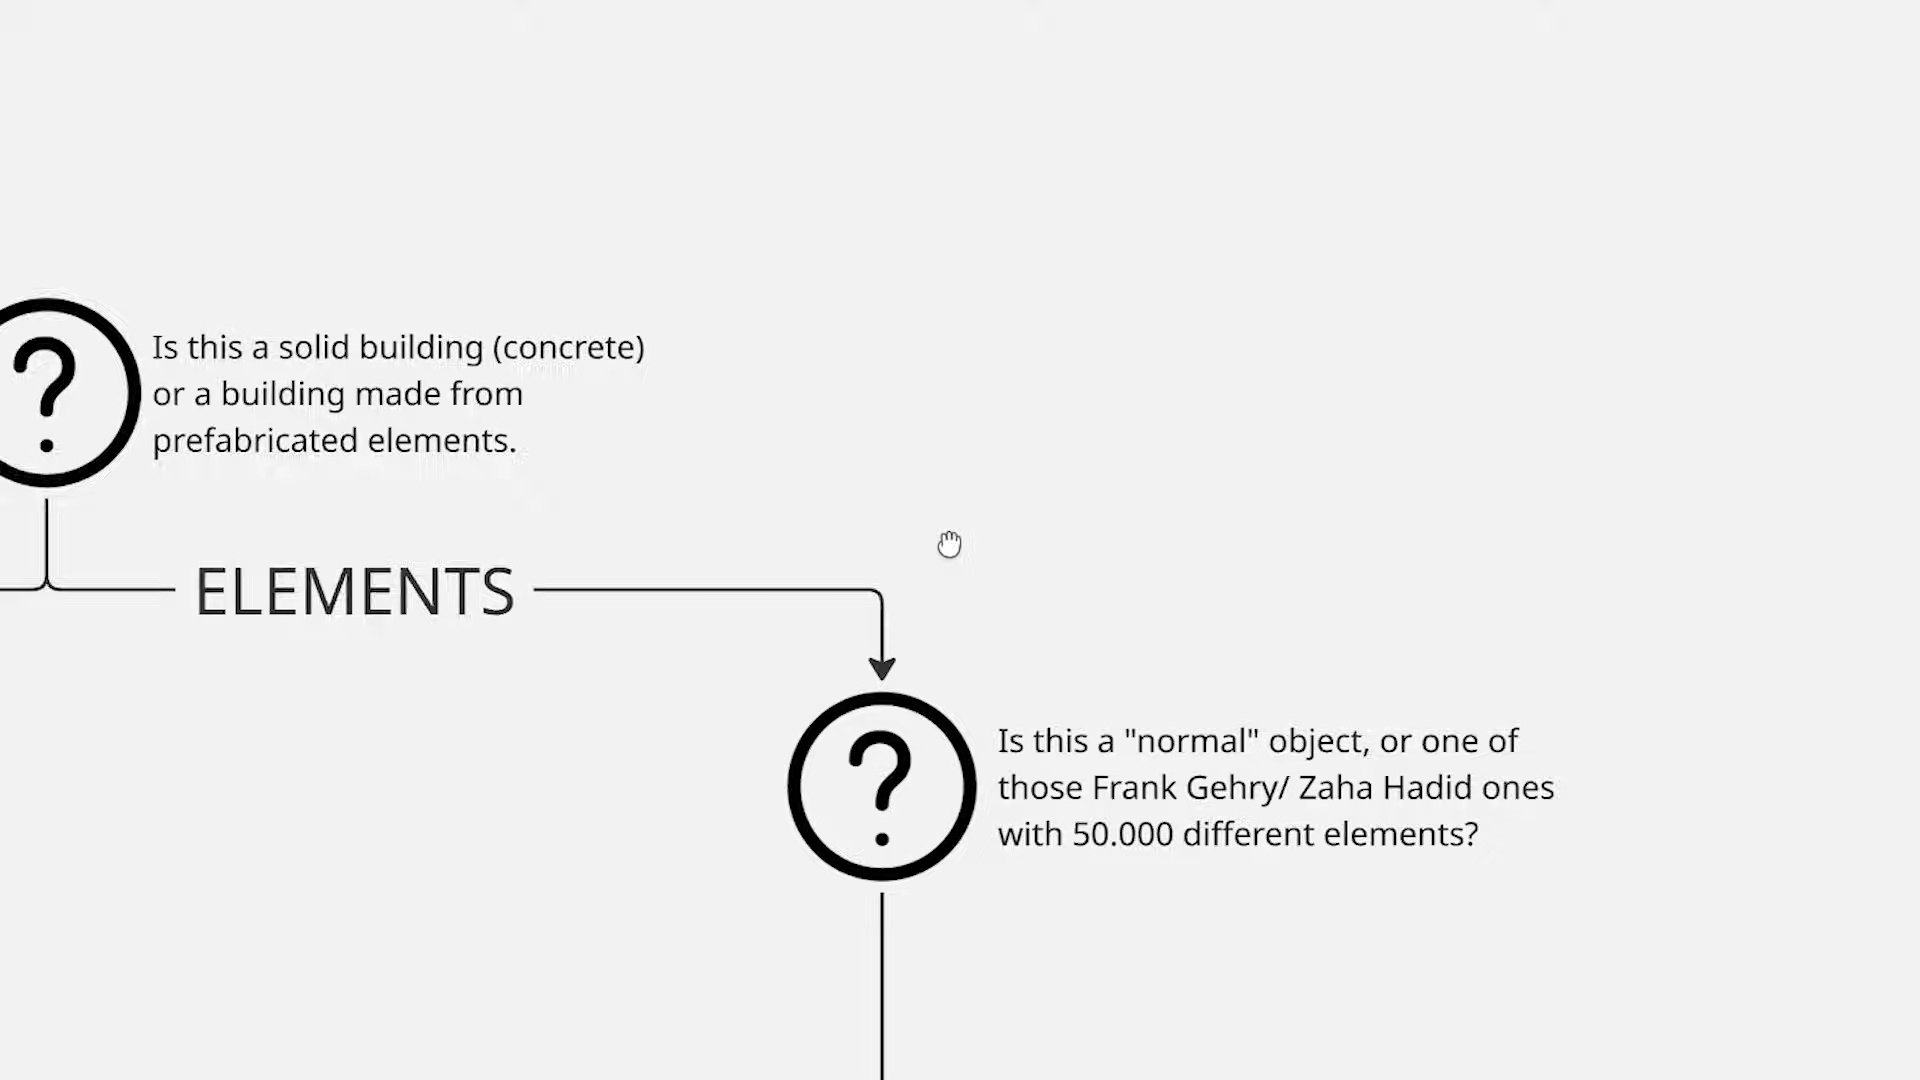 Is this a solid building (concrete)
or a building made from
prefabricated elements.
ELEMENTS
Is this a "normal" object, or one of
those Frank Gehry/ Zaha Hadid ones
with 50.000 different elements?